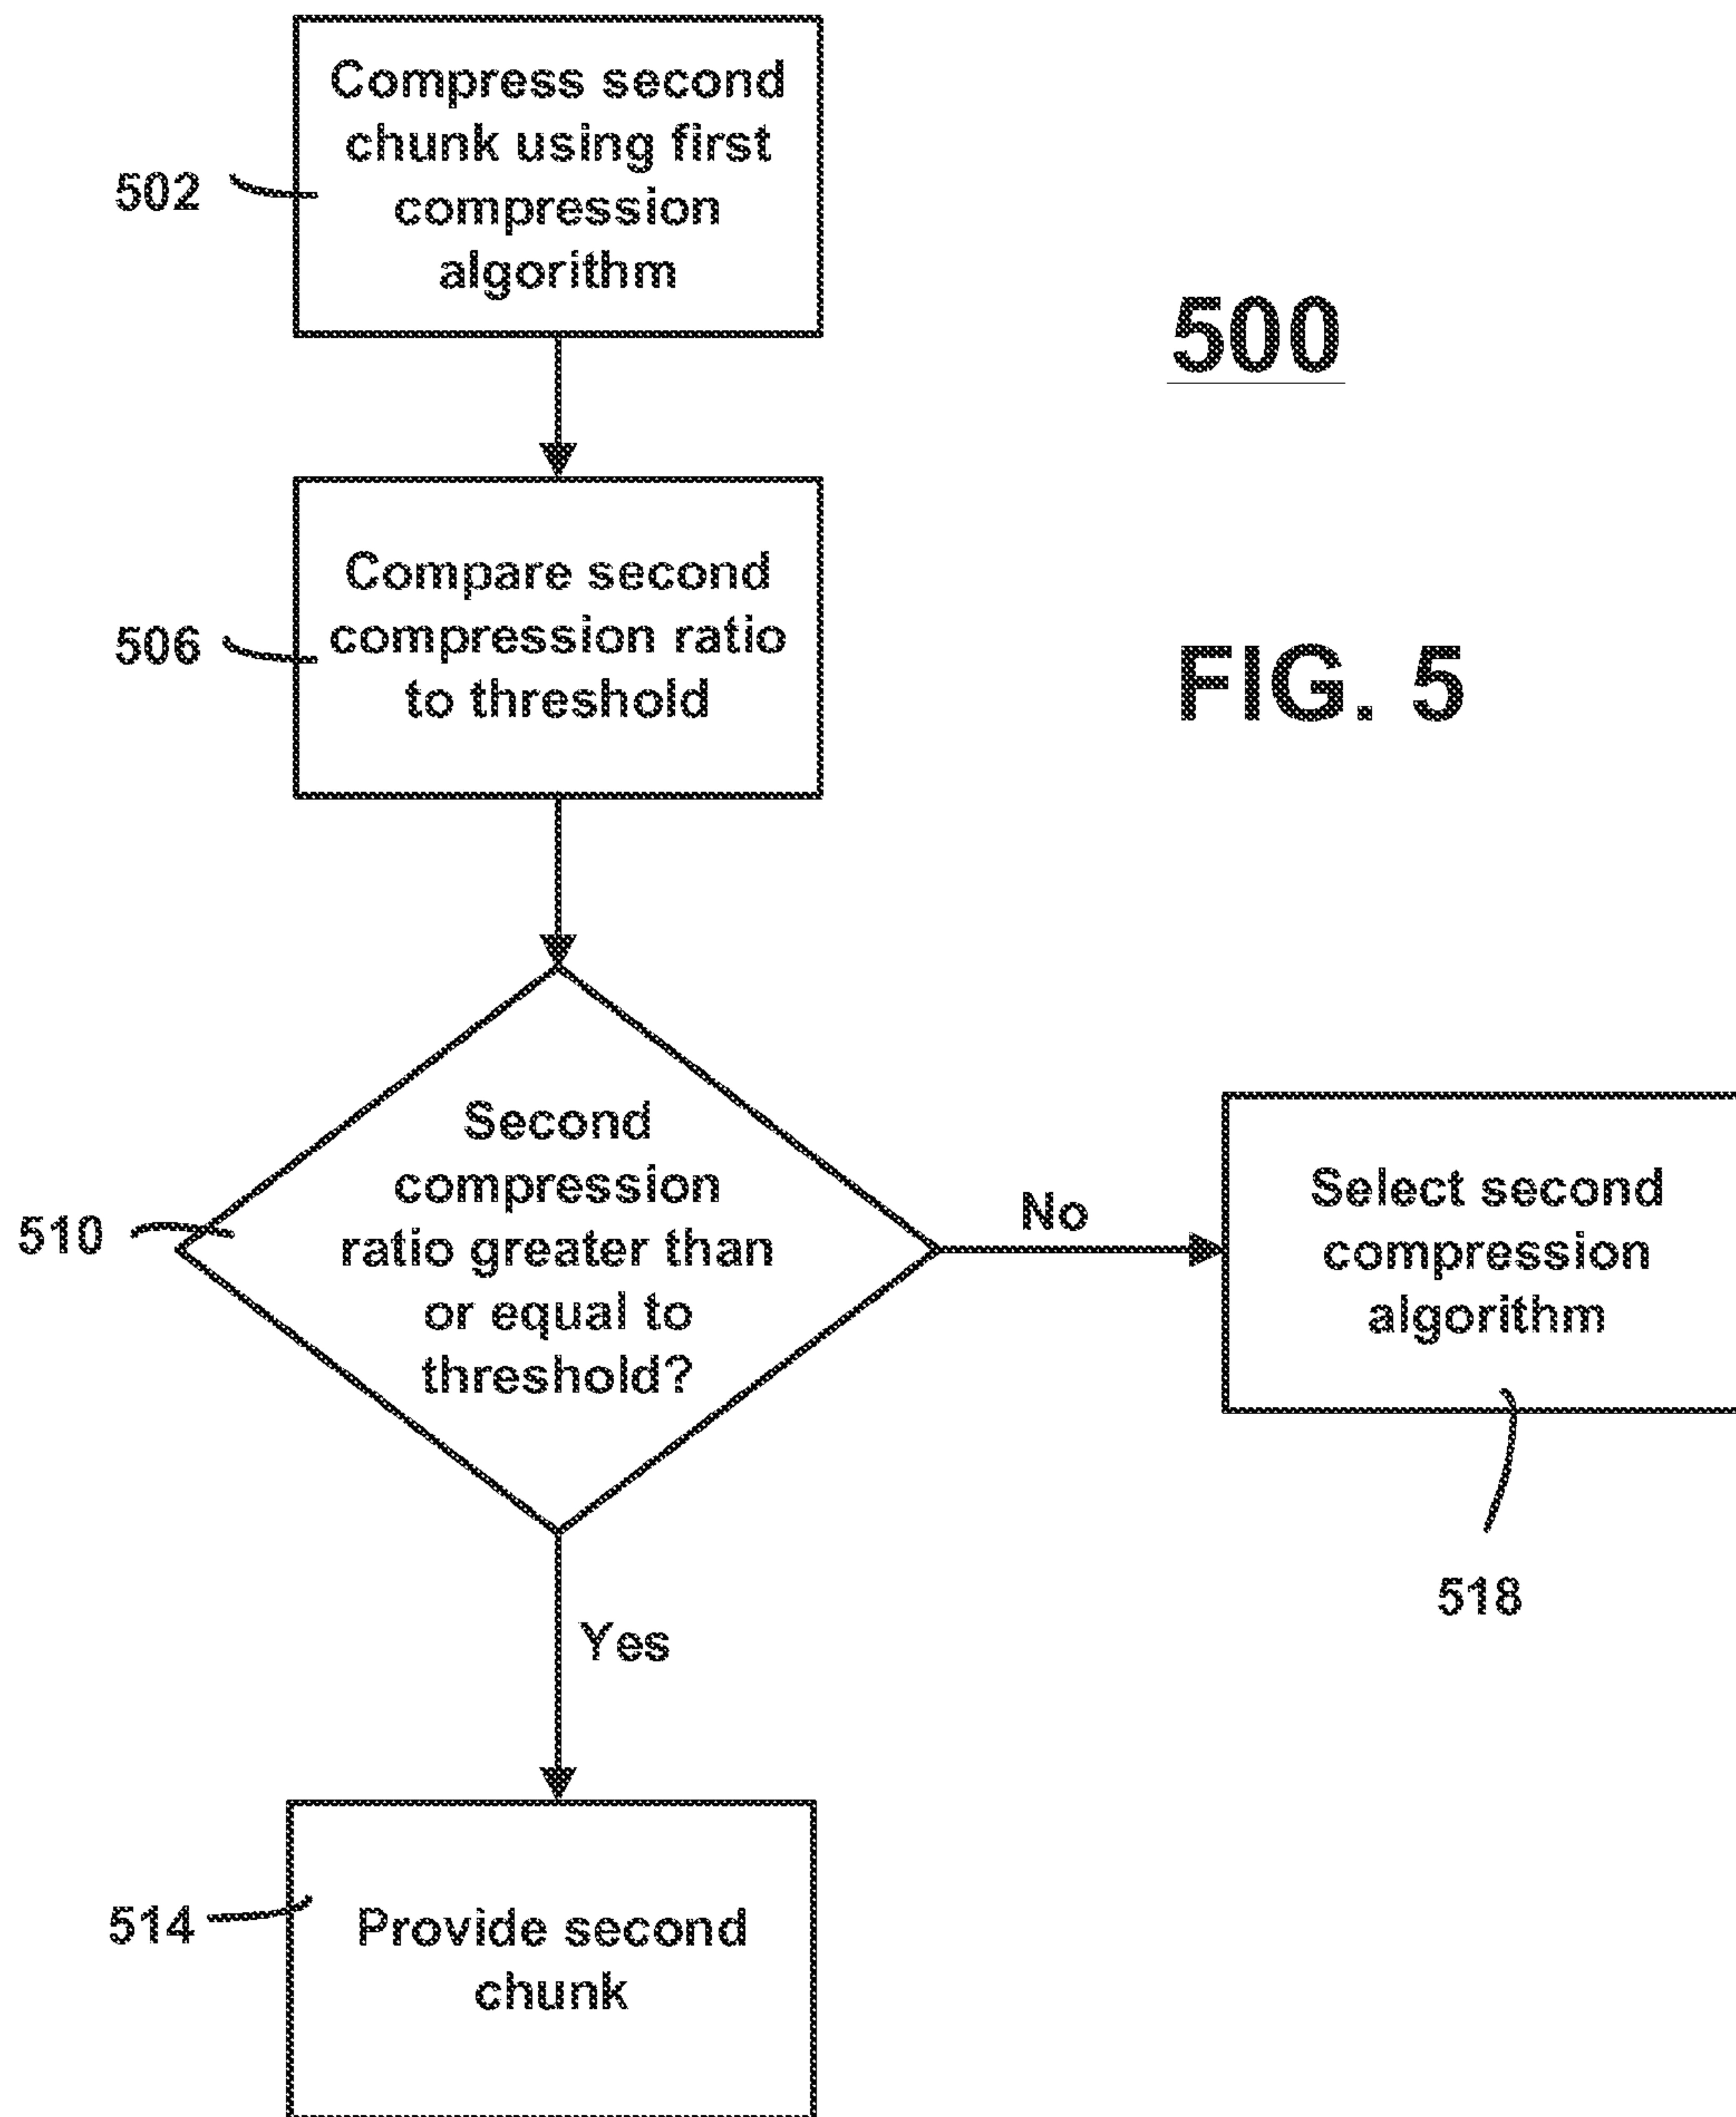 Compress second
chunk using first
compression
algorithm
502
500
Compare second
compression ratio
to threshold
506
FIG. 5
Second
compression
ratio greater than
or equal to
threshold?
510
No
Select second
compression
algorithm
518
Yes
Provide second
chunk
514